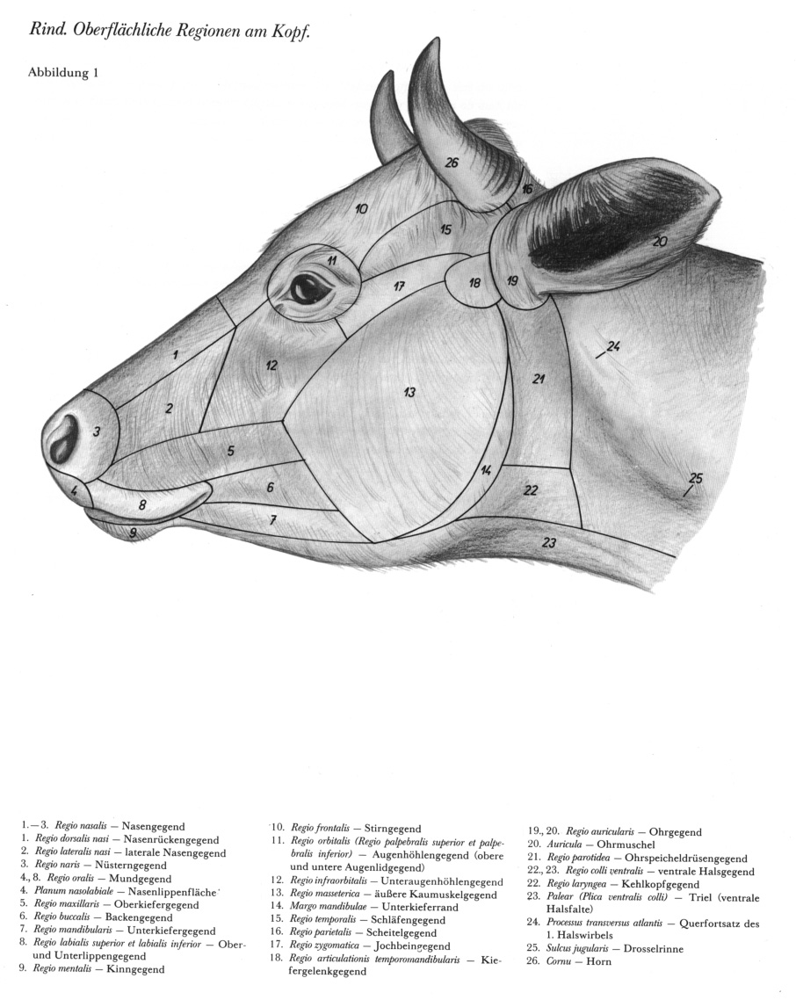 Rind. Oberflächliche Regionen am Kopf.
Abbildung 1
26
16
10
15
20
11
17
18
19
24
1
12
21
13
2
3
5
14
25
4
6
22
8
7
9
23
1.—3. Regio nasalis — Nasengegend
1. Regio dorsalis nasi — Nasenrückengegend
2. Regio lateralis nasi — laterale Nasengegend
3. Regio naris — Nüsterngegend
4., 8. Regio oralis — Mundgegend
4. Planum nasolabiale — Nasenlippenfläche
5. Regio maxillaris — Oberkiefergegend
6. Regio buccalis — Backengegend
7. Regio mandibularis — Unterkiefergegend
8. Regio labialis superior et labialis inferior — Ober-
und Unterlippengegend
9. Regio mentalis — Kinngegend
10. Regio frontalis — Stirngegend
11. Regio orbitalis (Regio palpebralis superior et palpe-
bralis inferior) — Augenhöhlengegend (obere
und untere Augenlidgegend)
12. Regio infraorbitalis — Unteraugenhöhlengegend
13. Regio masseterica — äußere Kaumuskelgegend
14. Margo mandibulae — Unterkieferrand
15. Regio temporalis — Schläfengegend
16. Regio parietalis — Scheitelgegend
17. Regio zygomatica — Jochbeingegend
18. Regio articulationis temporomandibularis — Kie-
fergelenkgegend
19., 20. Regio auricularis — Ohrgegend
20. Auricula — Ohrmuschel
21. Regio parotidea — Ohrspeicheldrüsengegend
22., 23. Regio colli ventralis — ventrale Halsgegend
22. Regio laryngea — Kehlkopfgegend
23. Palear (Plica ventralis colli) — Triel (ventrale
Halsfalte)
24. Processus transversus atlantis — Querfortsatz des
1. Halswirbels
25. Sulcus jugularis — Drosselrinne
26. Cornu — Horn